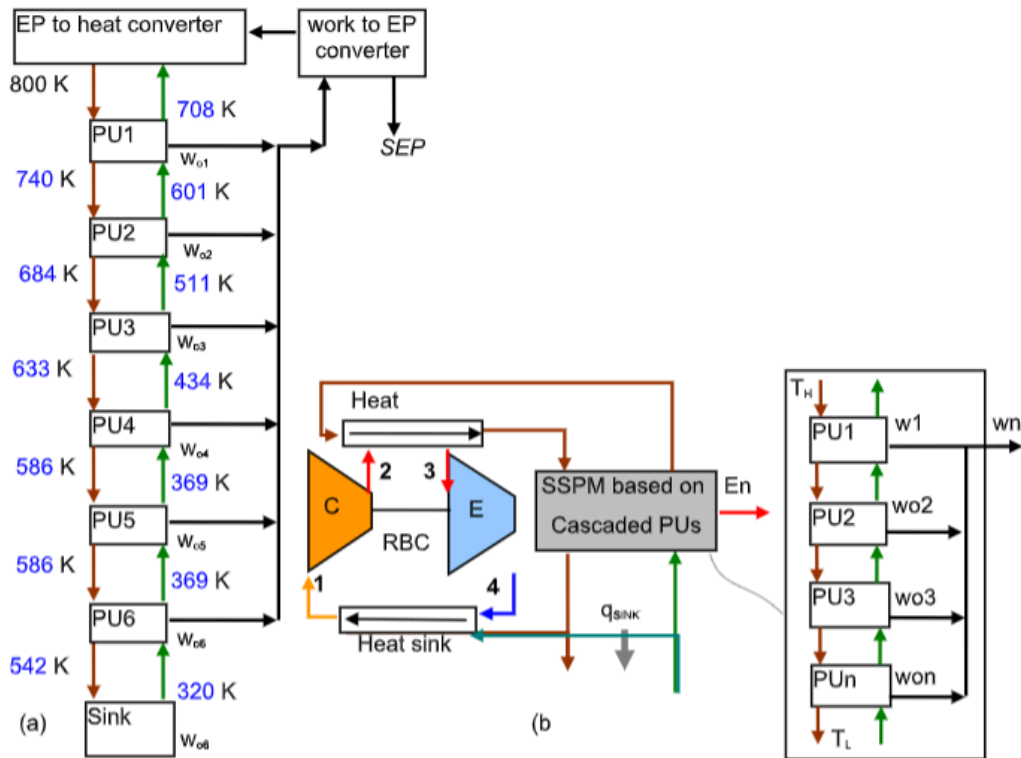 EP to heat converter
work to EP
converter
800 K
708 K
SEP
PU1
Wo1
740 K
601 K
PU2
Wo2
684 K
511 K
PU3
Wo3
633 K
434 K
PU4
Wo4
586 K
369 K
PU5
Wo5
586 K
369 K
PU6
Wo6
542 K
320 K
Sink
Wo6
(a)
Heat
2
3
C
E
RBC
1
4
Heat sink
SSPM based on
Cascaded PUs
En
qSINK
(b
TH
PU1
w1
wn
PU2
wo2
PU3
wo3
PUn
won
TL